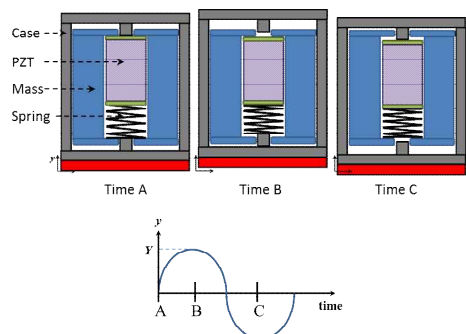 Case
PZT
Mass
Spring
y
Time A
Time B
Time C
y
Y
A
B
C
time